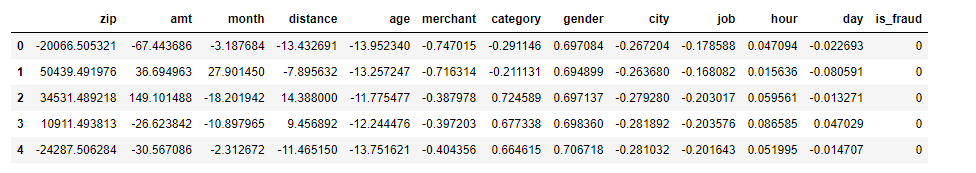 zip amt month distance age merchant category gender city job hour day is_fraud
0 -20066.505321 -67.443686 -3.187684 -13.432691 -13.952340 -0.747015 -0.291146 0.697084 -0.267204 -0.178588 0.047094 -0.022693 0
1 50439.491976 36.694963 27.901450 -7.895632 -13.257247 -0.716314 -0.211131 0.694899 -0.263680 -0.168082 0.015636 -0.080591 0
2 34531.489218 149.101488 -18.201942 14.388000 -11.775477 -0.387978 0.724589 0.697137 -0.279280 -0.203017 0.059561 -0.013271 0
3 10911.493813 -26.623842 -10.897965 9.456892 -12.244476 -0.397203 0.677338 0.698360 -0.281892 -0.203576 0.086585 0.047029 0
4 -24287.506284 -30.567086 -2.312672 -11.465150 -13.751621 -0.404356 0.664615 0.706718 -0.281032 -0.201643 0.051995 -0.014707 0